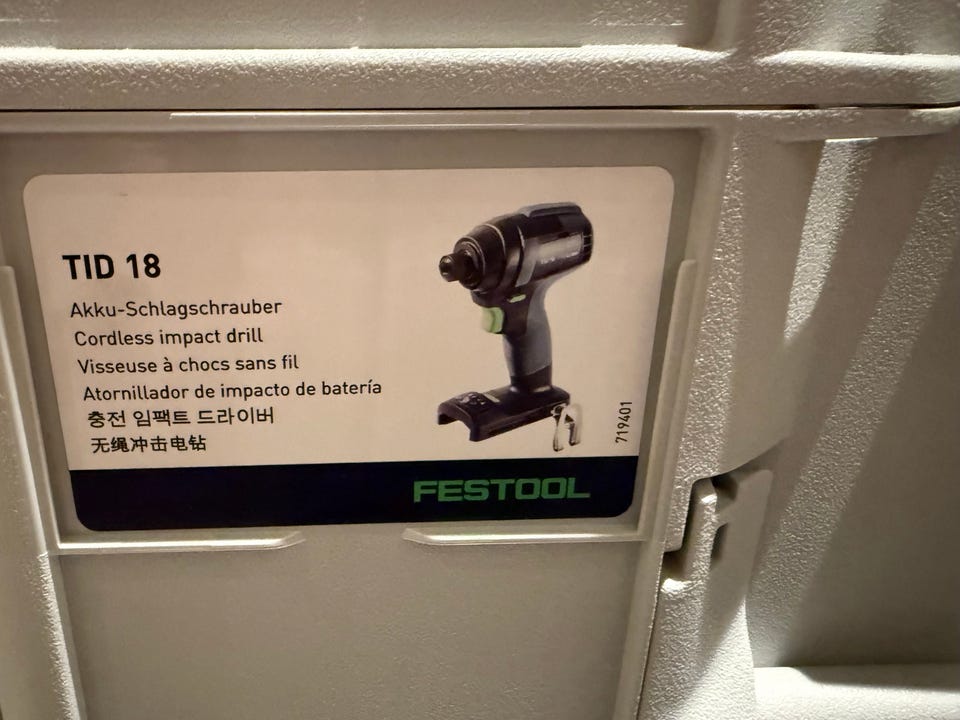 TID 18
Akku-Schlagschrauber
Cordless impact drill
Visseuse à chocs sans fil
Atornillador de impacto de batería
충전 임팩트 드라이버
无绳冲击电钻
719401
FESTOOL